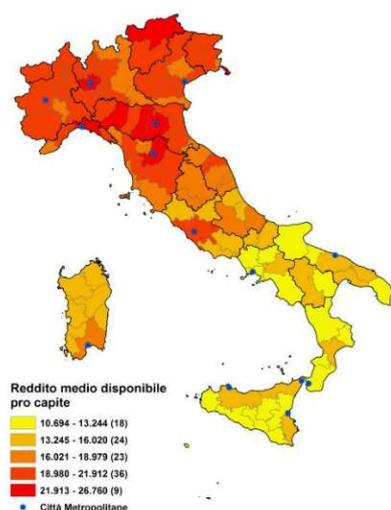 Reddito medio disponibile
pro capite
10.694 - 13.244 (18)
13.245 - 16.020 (24)
16.021 - 18.979 (23)
18.980 - 21.912 (36)
21.913 - 26.760 (9)
Città Metropolitane